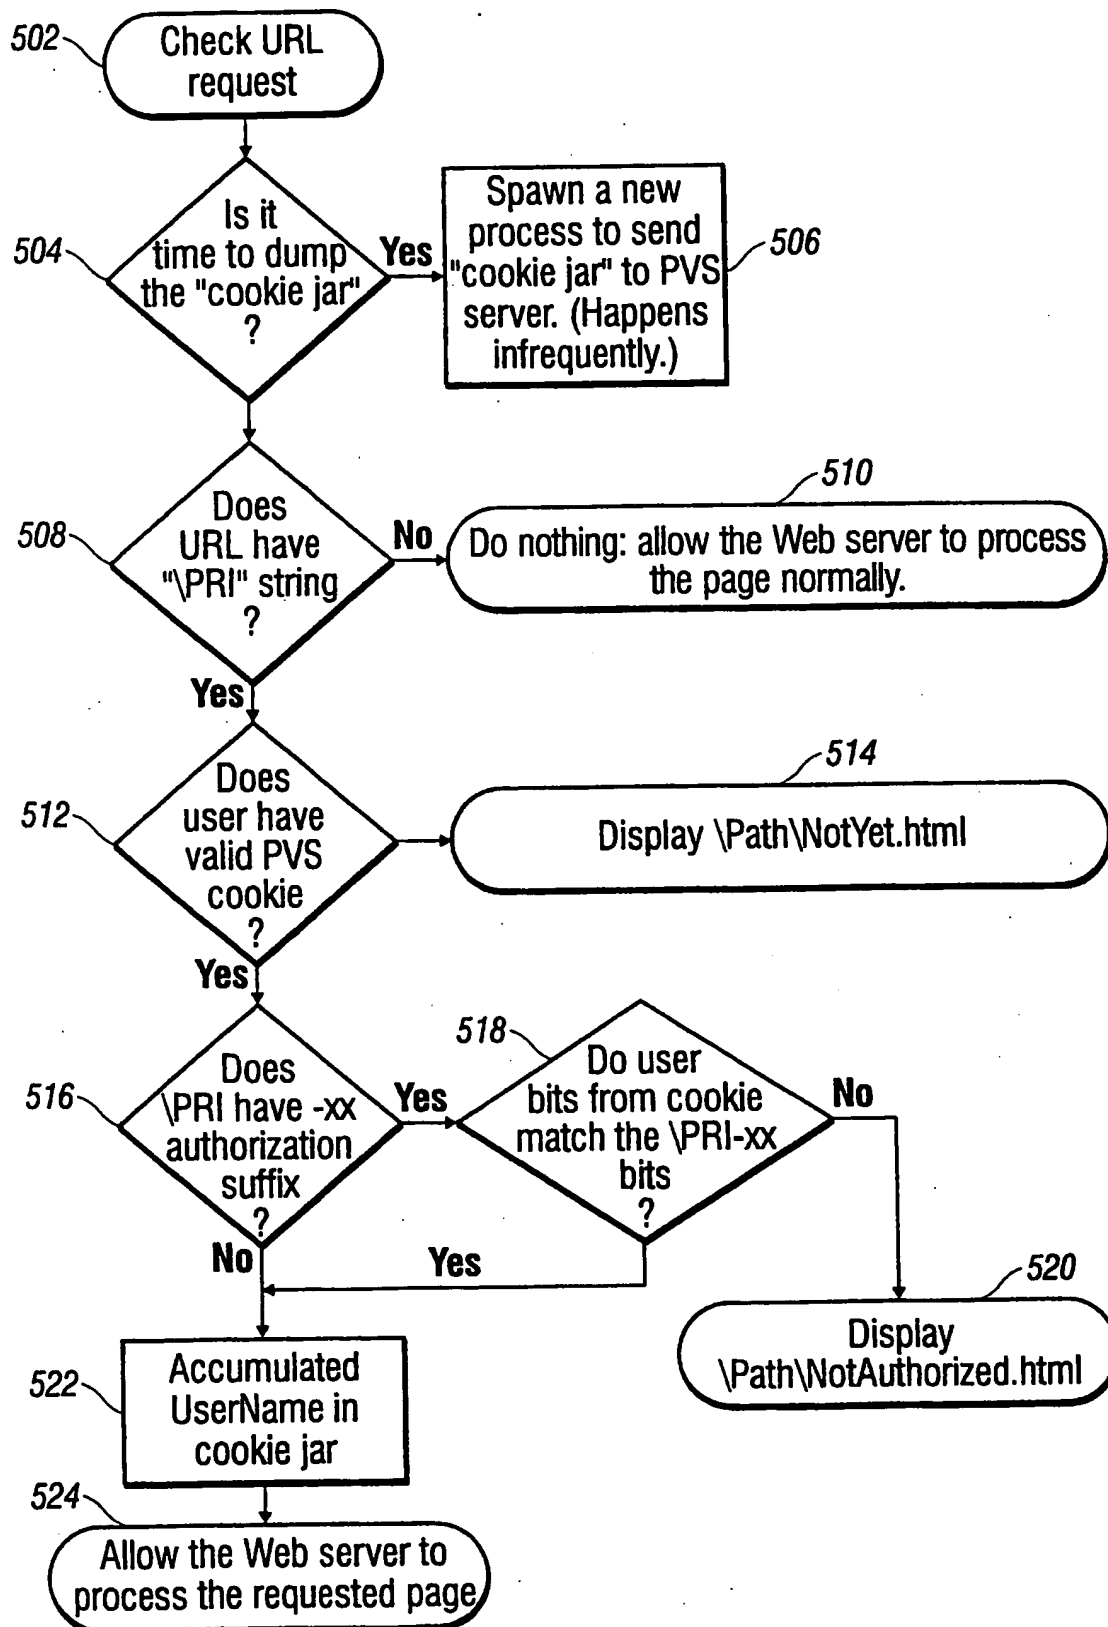 502
Check URL
request
504
Is it
time to dump
the "cookie jar"
?
Yes
Spawn a new
process to send
"cookie jar" to PVS
server. (Happens
infrequently.)
506
508
Does
URL have
"\PRI" string
?
No
510
Do nothing: allow the Web server to process
the page normally.
Yes
512
Does
user have
valid PVS
cookie
?
514
Display \Path\NotYet.html
Yes
516
Does
\PRI have -xx
authorization
suffix
?
Yes
518
Do user
bits from cookie
match the \PRI-xx
bits
?
No
No
Yes
520
Display
\Path\NotAuthorized.html
522
Accumulated
UserName in
cookie jar
524
Allow the Web server to
process the requested page